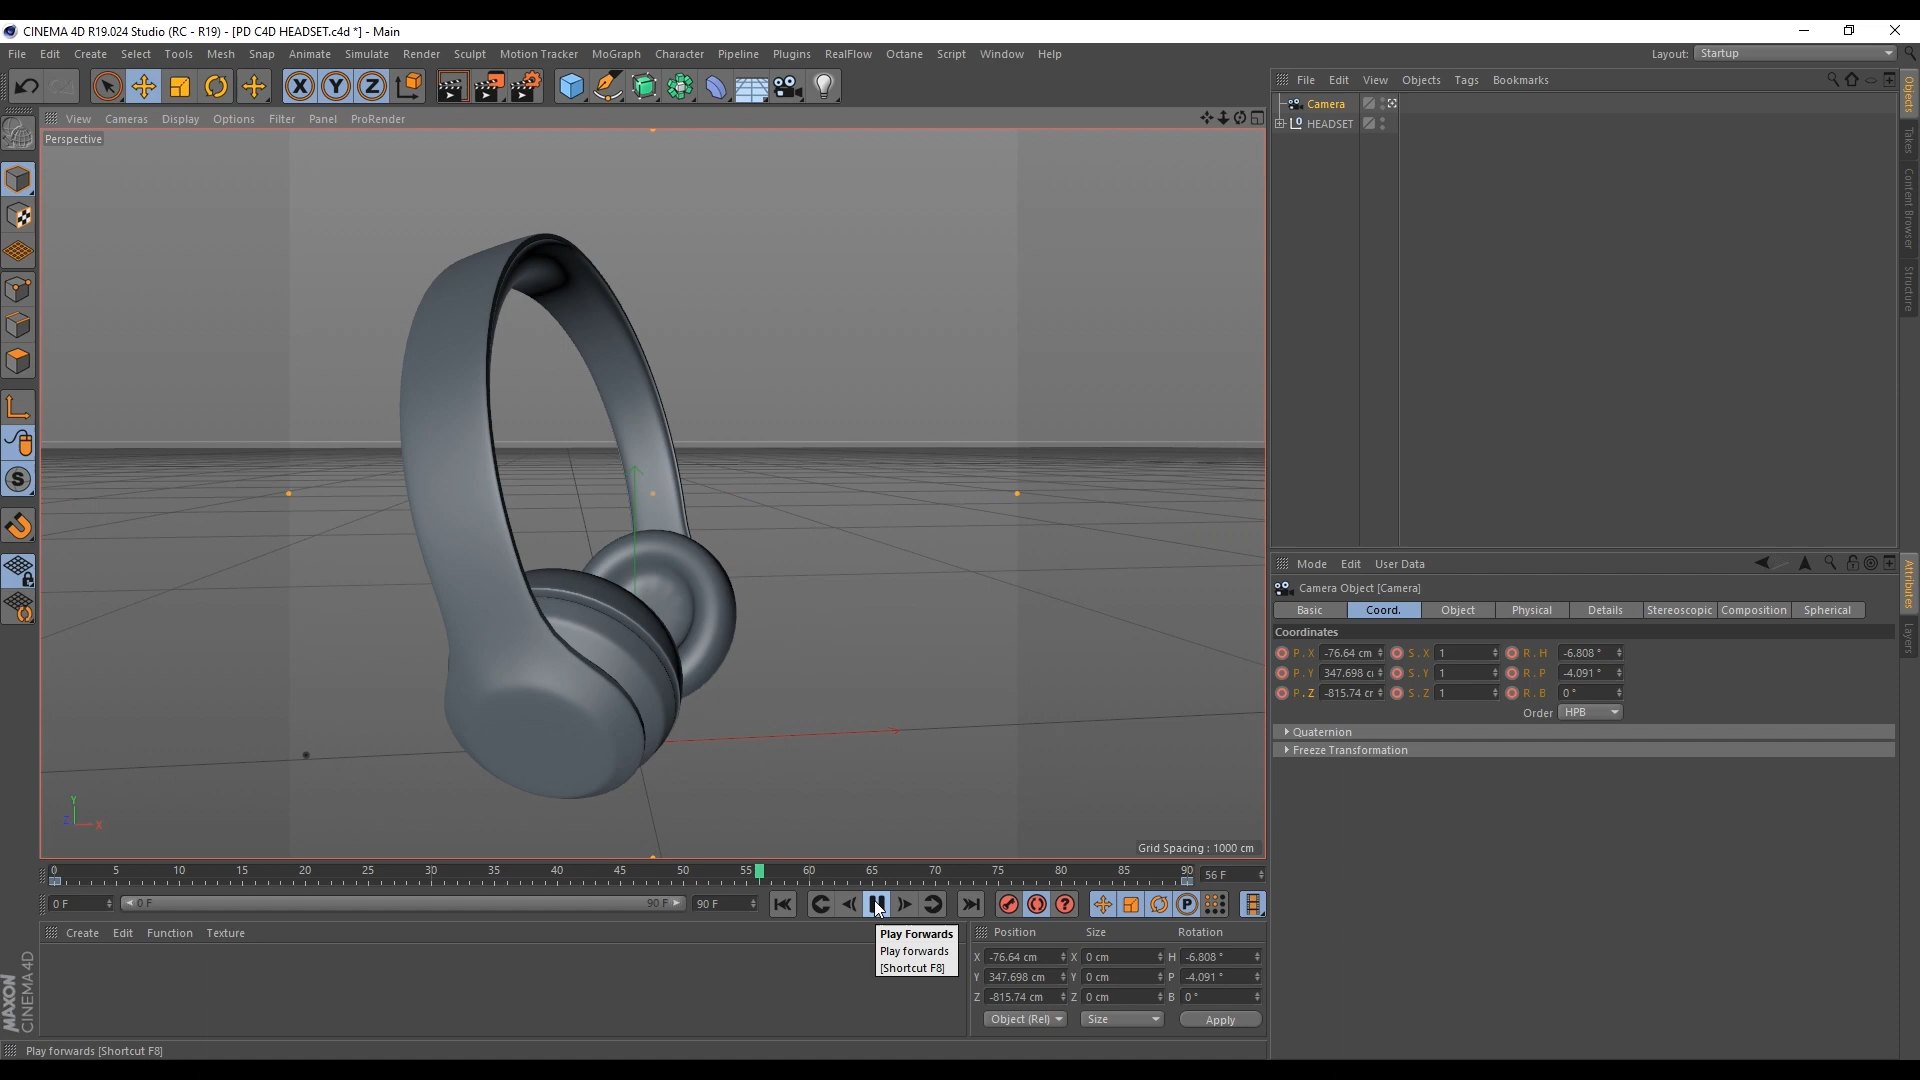 CINEMA 4D R19.024 Studio (RC - R19) - [PD C4D HEADSET.c4d *] - Main
File Edit Create Select Tools Mesh Snap Animate Simulate Render Sculpt Motion Tracker MoGraph Character Pipeline Plugins RealFlow Octane Script Window Help Layout: Startup
File Edit View Objects Tags Bookmarks
View Cameras Display Options Filter Panel ProRender
Perspective
Camera
HEADSET
Objects
Takes
Content Browser
Structure
Mode Edit User Data
Camera Object [Camera]
Basic Coord. Object Physical Details Stereoscopic Composition Spherical
Coordinates
P . X -76.64 cm S . X 1 R . H -6.808 °
P . Y 347.698 S . Y 1 R . P -4.091 °
P . Z -815.74 S . Z 1 R . B 0 °
Order HPB
Quaternion
Freeze Transformation
Attributes
Layers
Y
Z X
Grid Spacing : 1000 cm
0 5 10 15 20 25 30 35 40 45 50 55 60 65 70 75 80 85 90 56 F
0 F 0 F 90 F 90 F
Create Edit Function Texture
Play Forwards
Play forwards
[Shortcut F8]
Position Size Rotation
X -76.64 cm X 0 cm H -6.808 °
Y 347.698 cm Y 0 cm P -4.091 °
Z -815.74 cm Z 0 cm B 0 °
Object (Rel) Size Apply
MAXON
CINEMA 4D
Play forwards [Shortcut F8]